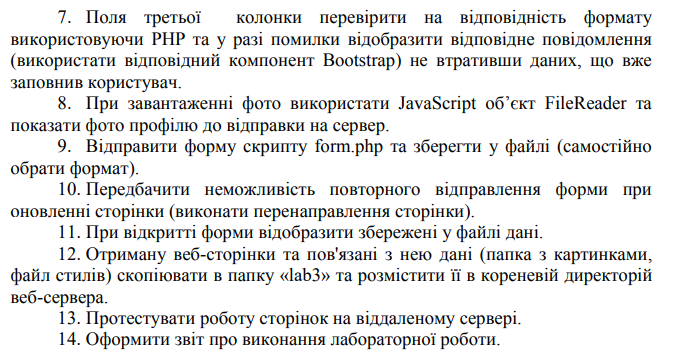 7. Поля третьої колонки перевірити на відповідність формату
використовуючи PHP та у разі помилки відобразити відповідне повідомлення
(використати відповідний компонент Bootstrap) не втративши даних, що вже
заповнив користувач.
8. При завантаженні фото використати JavaScript об’єкт FileReader та
показати фото профілю до відправки на сервер.
9. Відправити форму скрипту form.php та зберегти у файлі (самостійно
обрати формат).
10. Передбачити неможливість повторного відправлення форми при
оновленні сторінки (виконати перенаправлення сторінки).
11. При відкритті форми відобразити збережені у файлі дані.
12. Отриману веб-сторінки та пов'язані з нею дані (папка з картинками,
файл стилів) скопіювати в папку «lab3» та розмістити її в кореневій директорій
веб-сервера.
13. Протестувати роботу сторінок на віддаленому сервері.
14. Оформити звіт про виконання лабораторної роботи.